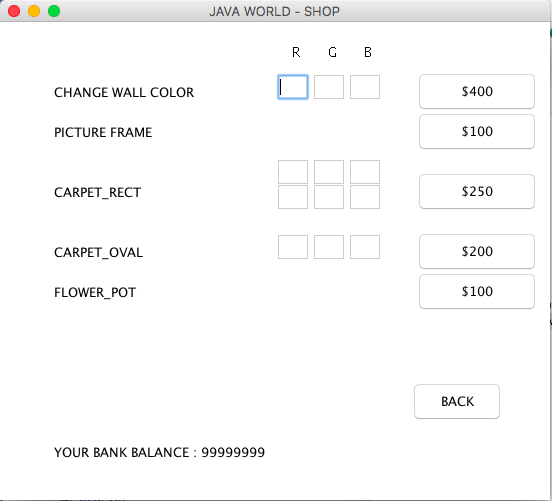 JAVA WORLD - SHOP
R G B
CHANGE WALL COLOR $400
PICTURE FRAME $100
CARPET_RECT $250
CARPET_OVAL $200
FLOWER_POT $100
BACK
YOUR BANK BALANCE : 99999999